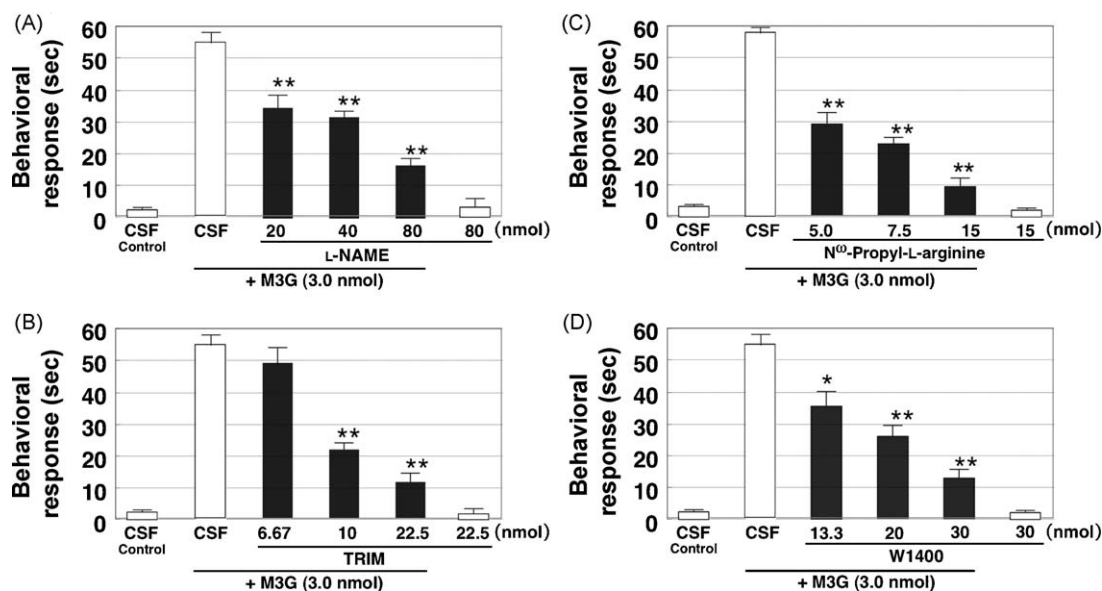 (A)
Behavioral response (sec)
60
50
40
30
20
10
0
** ** **
CSF Control CSF 20 40 80 80 (nmol)
L-NAME
+ M3G (3.0 nmol)
(B)
Behavioral response (sec)
60
50
40
30
20
10
0
** **
CSF Control CSF 6.67 10 22.5 22.5 (nmol)
TRIM
+ M3G (3.0 nmol)
(C)
Behavioral response (sec)
60
50
40
30
20
10
0
** ** **
CSF Control CSF 5.0 7.5 15 15 (nmol)
Nω-Propyl-L-arginine
+ M3G (3.0 nmol)
(D)
Behavioral response (sec)
60
50
40
30
20
10
0
* ** **
CSF Control CSF 13.3 20 30 30 (nmol)
W1400
+ M3G (3.0 nmol)